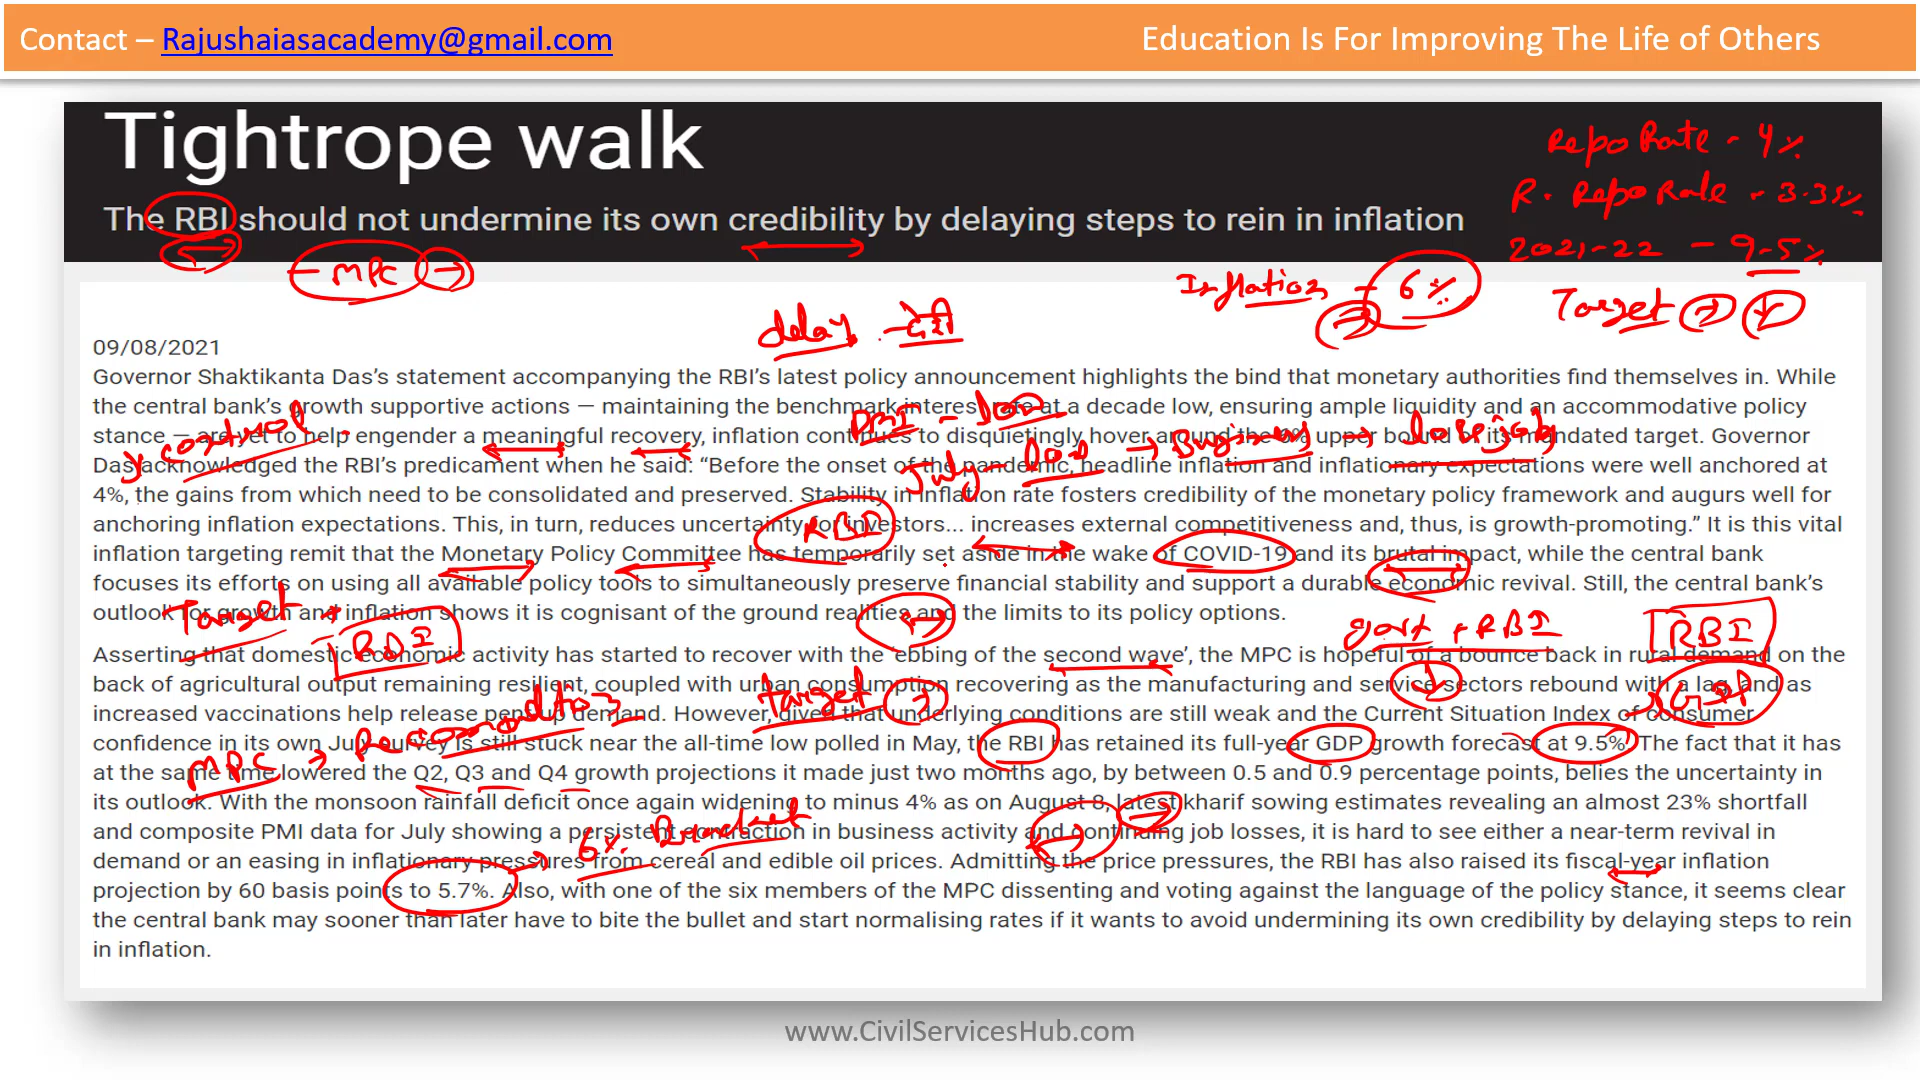 Contact – Rajushaiasacademy@gmail.com
Education Is For Improving The Life of Others
Tightrope walk
The RBI should not undermine its own credibility by delaying steps to rein in inflation
Repo Rate - 4%
R. Repo Rate - 3.35%
2021-22 - 9.5%
MPC
Inflation - 6%
Target
delay
09/08/2021
Governor Shaktikanta Das’s statement accompanying the RBI’s latest policy announcement highlights the bind that monetary authorities find themselves in. While
the central bank’s growth supportive actions — maintaining the benchmark interest rate at a decade low, ensuring ample liquidity and an accommodative policy
stance — are yet to help engender a meaningful recovery, inflation continues to disquietingly hover around the 6% upper bound of its mandated target. Governor
Das acknowledged the RBI’s predicament when he said: “Before the onset of the pandemic, headline inflation and inflationary expectations were well anchored at
4%, the gains from which need to be consolidated and preserved. Stability in inflation rate fosters credibility of the monetary policy framework and augurs well for
anchoring inflation expectations. This, in turn, reduces uncertainty for investors... increases external competitiveness and, thus, is growth-promoting.” It is this vital
inflation targeting remit that the Monetary Policy Committee has temporarily set aside in the wake of COVID-19 and its brutal impact, while the central bank
focuses its efforts on using all available policy tools to simultaneously preserve financial stability and support a durable economic revival. Still, the central bank’s
outlook for growth and inflation shows it is cognisant of the ground realities and the limits to its policy options.
control
PMI
July
Business
RBI
Target
RBI
govt + RBI
RBI
Asserting that domestic economic activity has started to recover with the ‘ebbing of the second wave’, the MPC is hopeful of a bounce back in rural demand on the
back of agricultural output remaining resilient, coupled with urban consumption recovering as the manufacturing and service sectors rebound with a lag, and as
increased vaccinations help release pent-up demand. However, given that underlying conditions are still weak and the Current Situation Index of consumer
confidence in its own July survey is still stuck near the all-time low polled in May, the RBI has retained its full-year GDP growth forecast at 9.5%. The fact that it has
at the same time lowered the Q2, Q3 and Q4 growth projections it made just two months ago, by between 0.5 and 0.9 percentage points, belies the uncertainty in
its outlook. With the monsoon rainfall deficit once again widening to minus 4% as on August 8, latest kharif sowing estimates revealing an almost 23% shortfall
and composite PMI data for July showing a persistent contraction in business activity and continuing job losses, it is hard to see either a near-term revival in
demand or an easing in inflationary pressures from cereal and edible oil prices. Admitting the price pressures, the RBI has also raised its fiscal-year inflation
projection by 60 basis points to 5.7%. Also, with one of the six members of the MPC dissenting and voting against the language of the policy stance, it seems clear
the central bank may sooner than later have to bite the bullet and start normalising rates if it wants to avoid undermining its own credibility by delaying steps to rein
in inflation.
Target
MPC
6%
www.CivilServicesHub.com